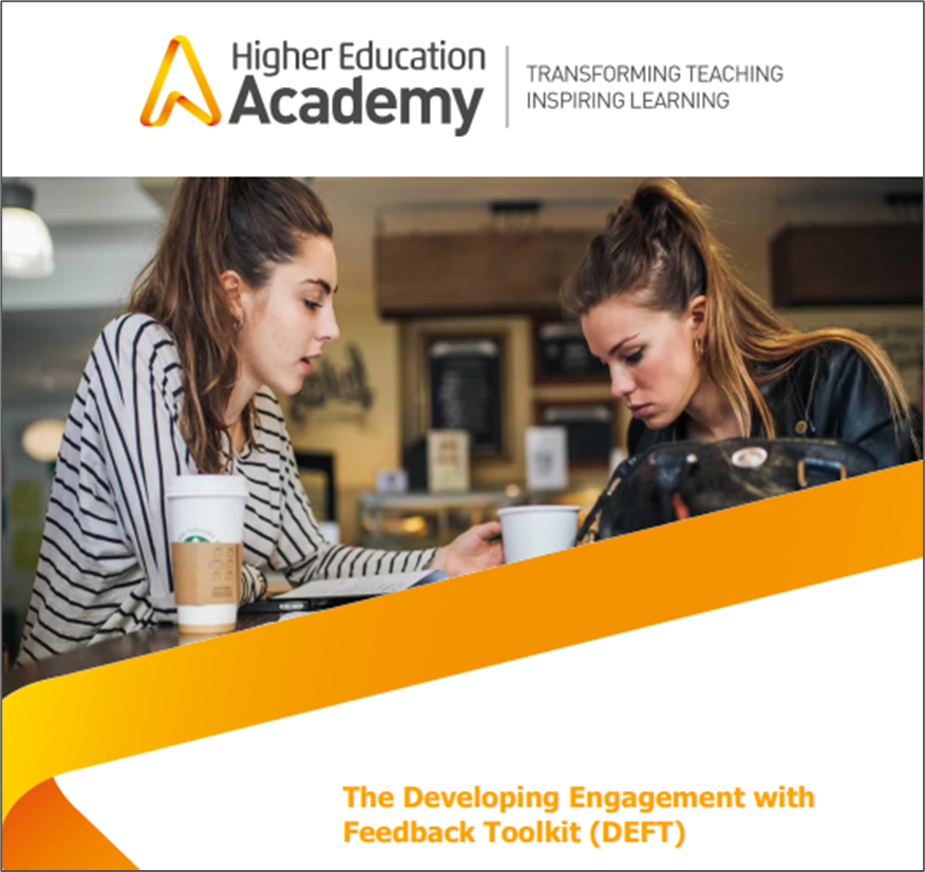 Higher Education
Academy
TRANSFORMING TEACHING
INSPIRING LEARNING
The Developing Engagement with
Feedback Toolkit (DEFT)